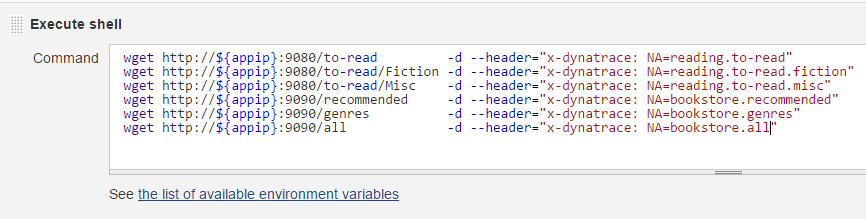 Execute shell
Command
wget http://${appip}:9080/to-read -d --header="x-dynatrace: NA=reading.to-read"
wget http://${appip}:9080/to-read/Fiction -d --header="x-dynatrace: NA=reading.to-read.fiction"
wget http://${appip}:9080/to-read/Misc -d --header="x-dynatrace: NA=reading.to-read.misc"
wget http://${appip}:9090/recommended -d --header="x-dynatrace: NA=bookstore.recommended"
wget http://${appip}:9090/genres -d --header="x-dynatrace: NA=bookstore.genres"
wget http://${appip}:9090/all -d --header="x-dynatrace: NA=bookstore.all"
See the list of available environment variables